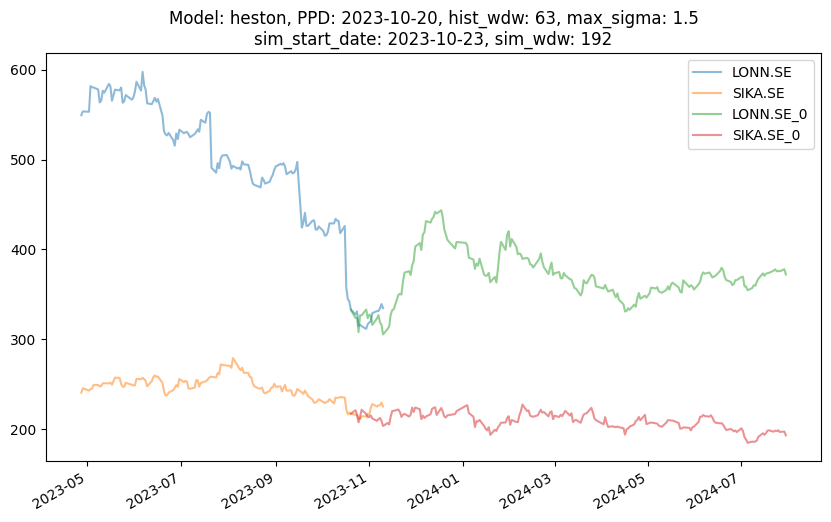 Model: heston, PPD: 2023-10-20, hist_wdw: 63, max_sigma: 1.5
sim_start_date: 2023-10-23, sim_wdw: 192
LONN.SE
SIKA.SE
LONN.SE_0
SIKA.SE_0
600
500
400
300
200
2023-05
2023-07
2023-09
2023-11
2024-01
2024-03
2024-05
2024-07